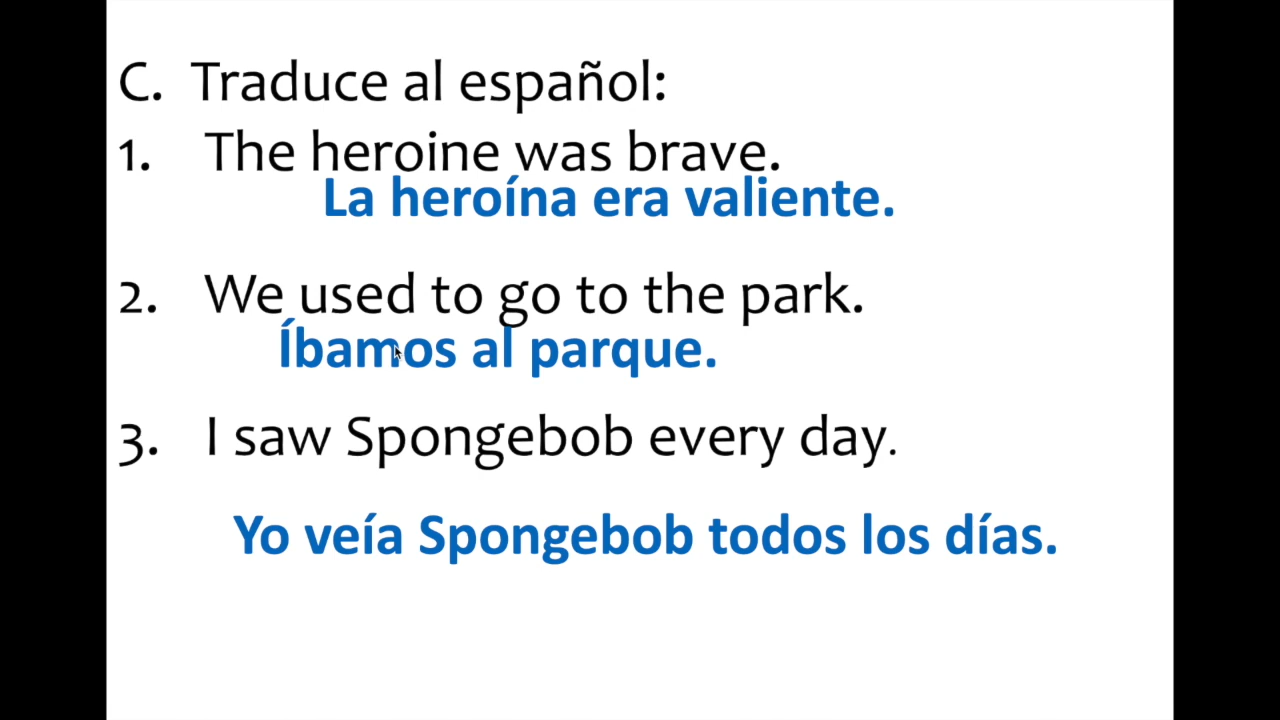 C. Traduce al español:
1. The heroine was brave.
La heroína era valiente.
2. We used to go to the park.
Íbamos al parque.
3. I saw Spongebob every day.
Yo veía Spongebob todos los días.